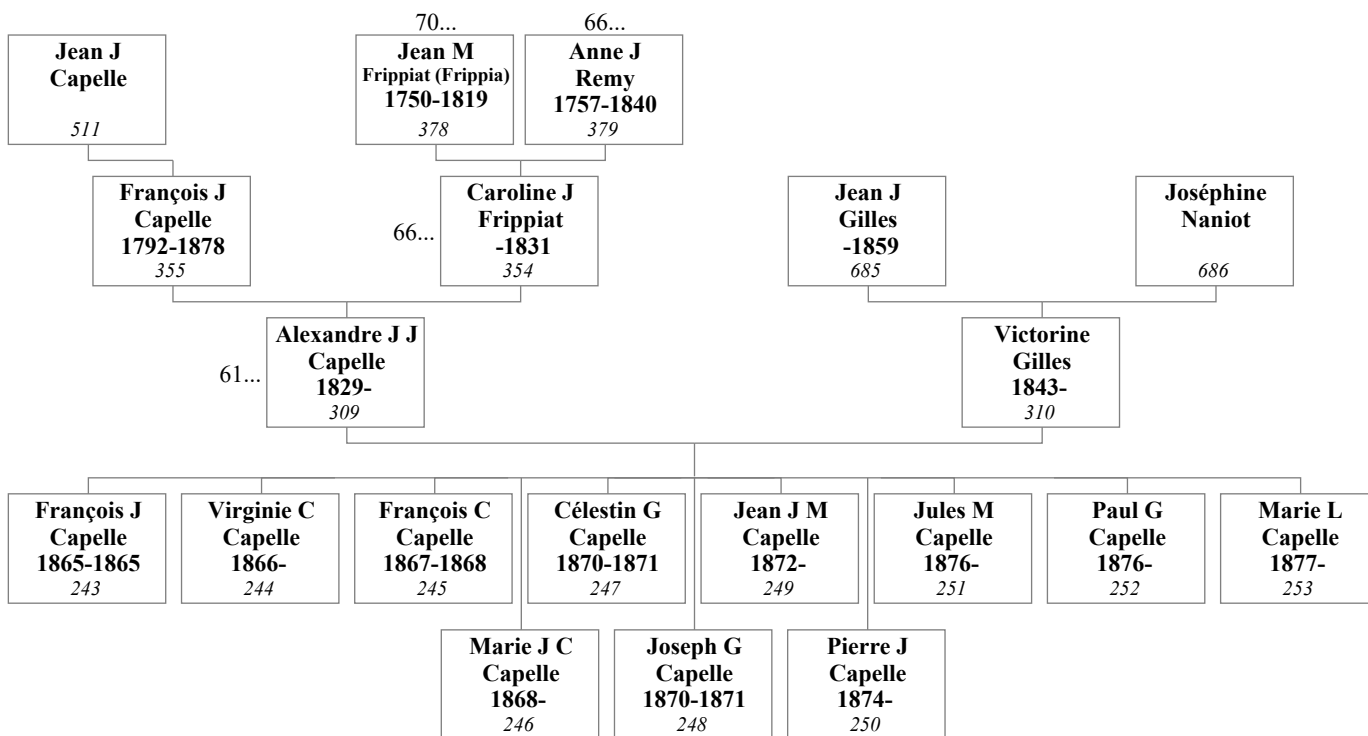 70...
66...
Jean J
Capelle
511
Jean M
Frippiat (Frippia)
1750-1819
378
Anne J
Remy
1757-1840
379
François J
Capelle
1792-1878
355
66...
Caroline J
Frippiat
-1831
354
Jean J
Gilles
-1859
685
Joséphine
Naniot
686
61...
Alexandre J J
Capelle
1829-
309
Victorine
Gilles
1843-
310
François J
Capelle
1865-1865
243
Virginie C
Capelle
1866-
244
François C
Capelle
1867-1868
245
Célestin G
Capelle
1870-1871
247
Jean J M
Capelle
1872-
249
Jules M
Capelle
1876-
251
Paul G
Capelle
1876-
252
Marie L
Capelle
1877-
253
Marie J C
Capelle
1868-
246
Joseph G
Capelle
1870-1871
248
Pierre J
Capelle
1874-
250